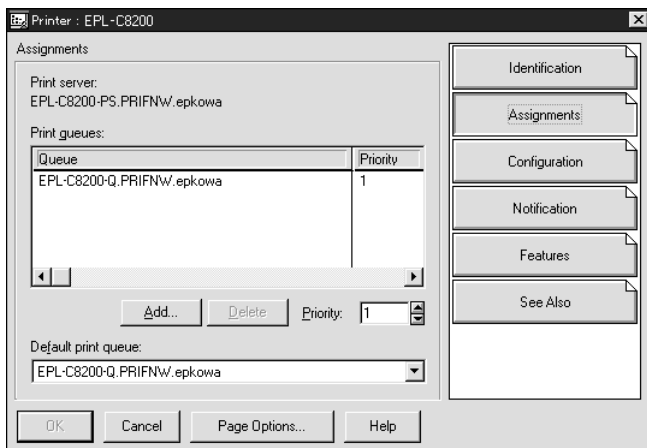 Printer : EPL-C8200
Assignments
Print server:
EPL-C8200-PS.PRIFNW.epkowa
Print queues:
Queue Priority
EPL-C8200-Q.PRIFNW.epkowa 1
Add... Delete Priority: 1
Default print queue:
EPL-C8200-Q.PRIFNW.epkowa
OK Cancel Page Options... Help
Identification
Assignments
Configuration
Notification
Features
See Also